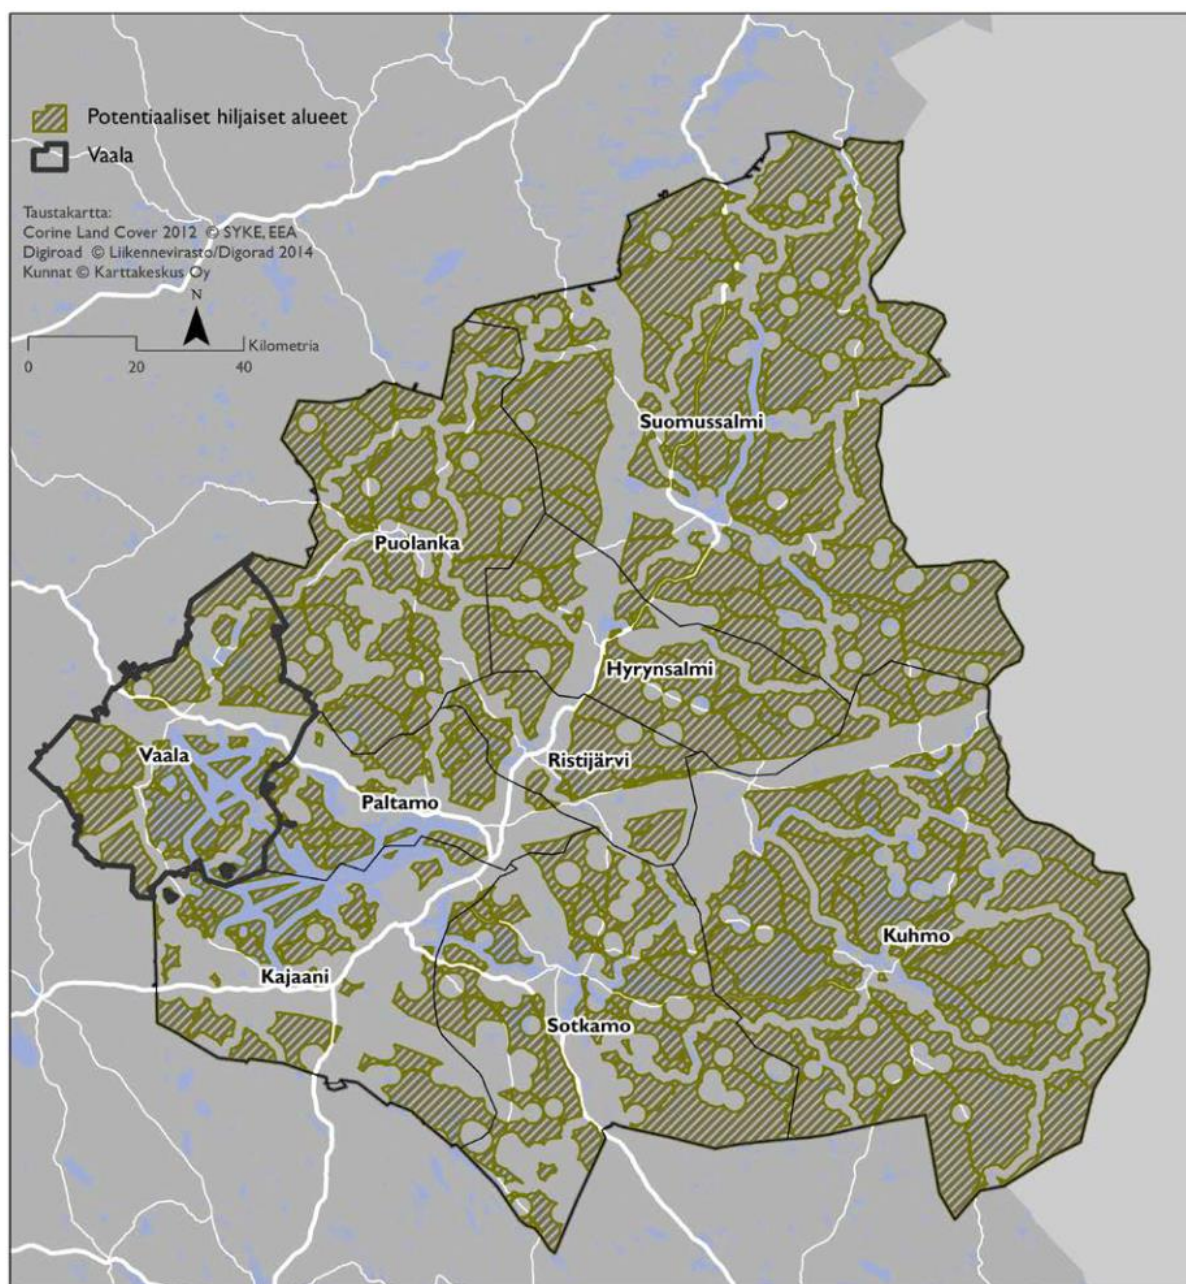 Potentiaaliset hiljaiset alueet
Vaala
Taustakartta:
Corine Land Cover 2012 © SYKE, EEA
Digiroad © Liikennevirasto/Digorad 2014
Kunnat © Karttakeskus Oy
N
Kilometria
0 20 40
Suomussalmi
Puolanka
Hyrynsalmi
Vaala
Ristijärvi
Paltamo
Kuhmo
Kajaani
Sotkamo